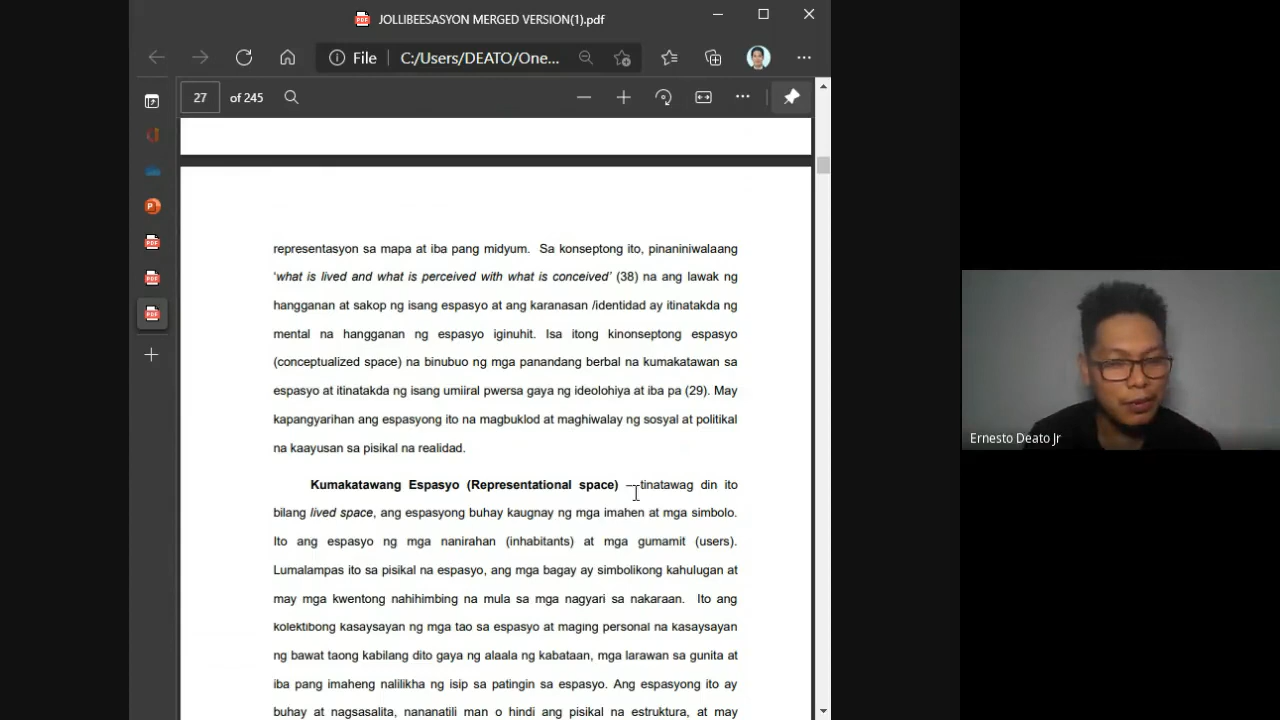 JOLLIBEESASYON MERGED VERSION(1).pdf
File C:/Users/DEATO/One...
27 of 245
representasyon sa mapa at iba pang midyum. Sa konseptong ito, pinaniniwalaang
'what is lived and what is perceived with what is conceived' (38) na ang lawak ng
hangganan at sakop ng isang espasyo at ang karanasan /identidad ay itinatakda ng
mental na hangganan ng espasyo iginuhit. Isa itong kinonseptong espasyo
(conceptualized space) na binubuo ng mga panandang berbal na kumakatawan sa
espasyo at itinatakda ng isang umiiral pwersa gaya ng ideolohiya at iba pa (29). May
kapangyarihan ang espasyong ito na magbuklod at maghiwalay ng sosyal at politikal
na kaayusan sa pisikal na realidad.
Kumakatawang Espasyo (Representational space) –tinatawag din ito
bilang lived space, ang espasyong buhay kaugnay ng mga imahen at mga simbolo.
Ito ang espasyo ng mga nanirahan (inhabitants) at mga gumamit (users).
Lumalampas ito sa pisikal na espasyo, ang mga bagay ay simbolikong kahulugan at
may mga kwentong nahihimbing na mula sa mga nagyari sa nakaraan. Ito ang
kolektibong kasaysayan ng mga tao sa espasyo at maging personal na kasaysayan
ng bawat taong kabilang dito gaya ng alaala ng kabataan, mga larawan sa gunita at
iba pang imaheng nalilikha ng isip sa patingin sa espasyo. Ang espasyong ito ay
buhay at nagsasalita, nananatili man o hindi ang pisikal na estruktura, at may
Ernesto Deato Jr